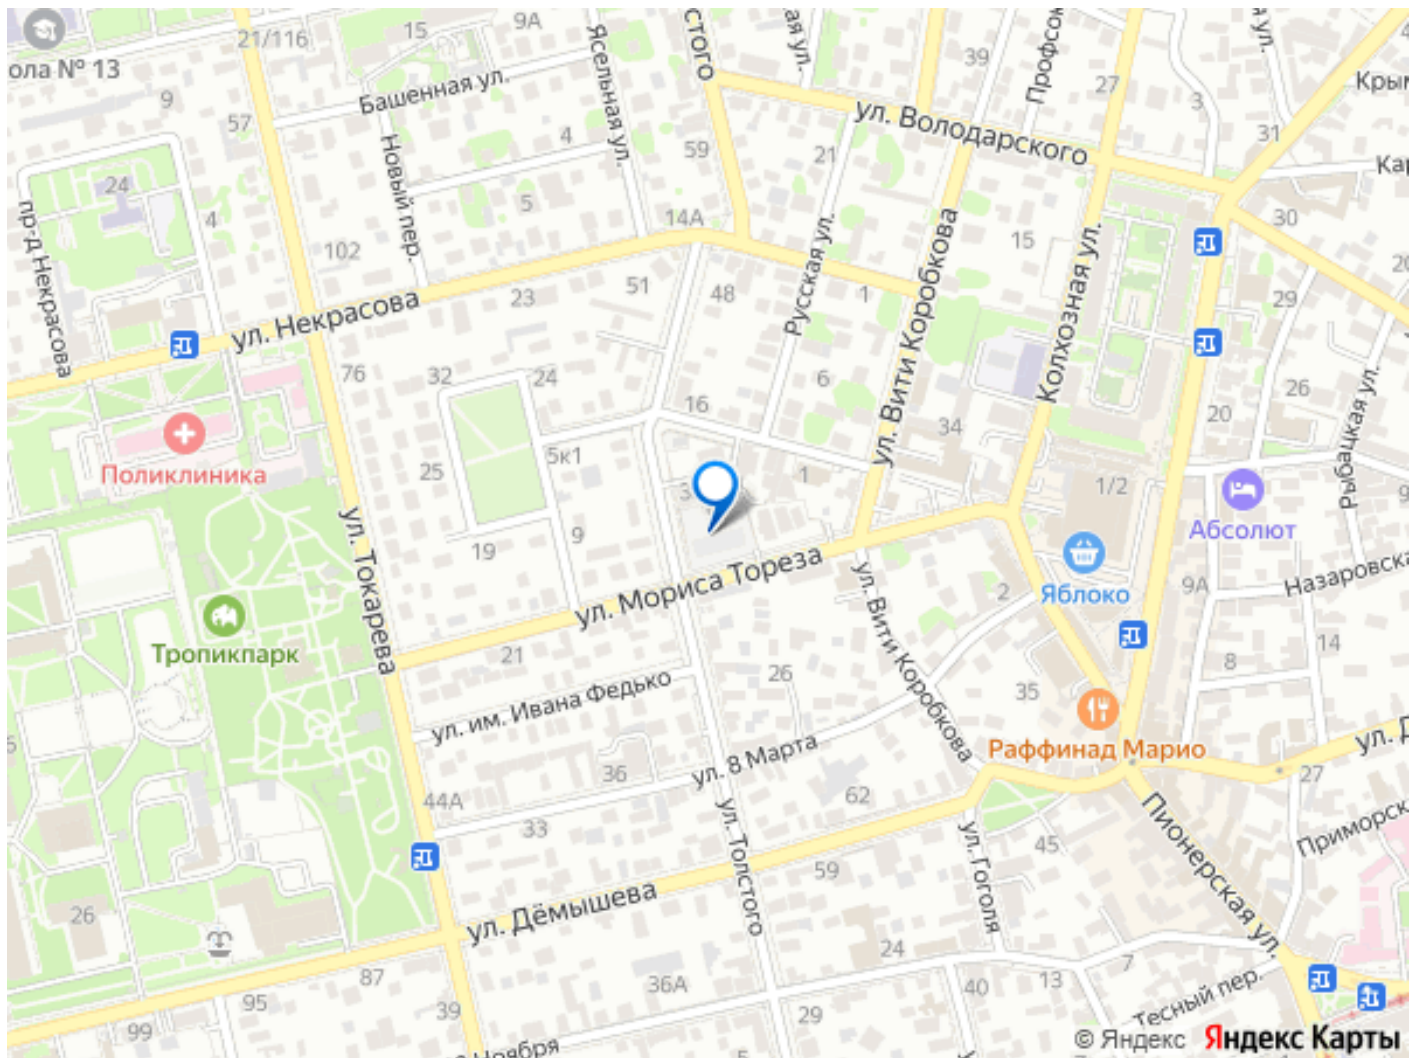 21/116
15
9А
ола № 13
9
57
Башенная ул.
Ясельная ул.
стого
ая ул.
39
Профсою
27
ул.
Крым
3
31
ул. Володарского
Кар
Новый пер.
4
59
21
24
4
5
14А
пр-д Некрасова
102
15
30
20
Русская ул.
ул. Вити Коробкова
Колхозная ул.
51
48
1
23
29
ул. Некрасова
76
32
24
6
26
16
20
34
Рыбацкая ул.
Поликлиника
25
5к1
1
1/2
Абсолют
ул. Токарева
19
9
ул. Мориса Тореза
Яблоко
9А
Назаровска
2
Тропикпарк
21
26
ул. Вити Коробкова
35
8
14
ул. им. Ивана Федько
Раффинад Марио
ул. Д
36
ул. 8 Марта
62
27
44А
33
ул. Толстого
ул. Гоголя
45
Пионерская ул.
Приморск
59
26
ул. Дёмышева
87
24
95
36А
39
40
13
7
99
29
Тесный пер.
Ноября
© Яндекс Яндекс Карты